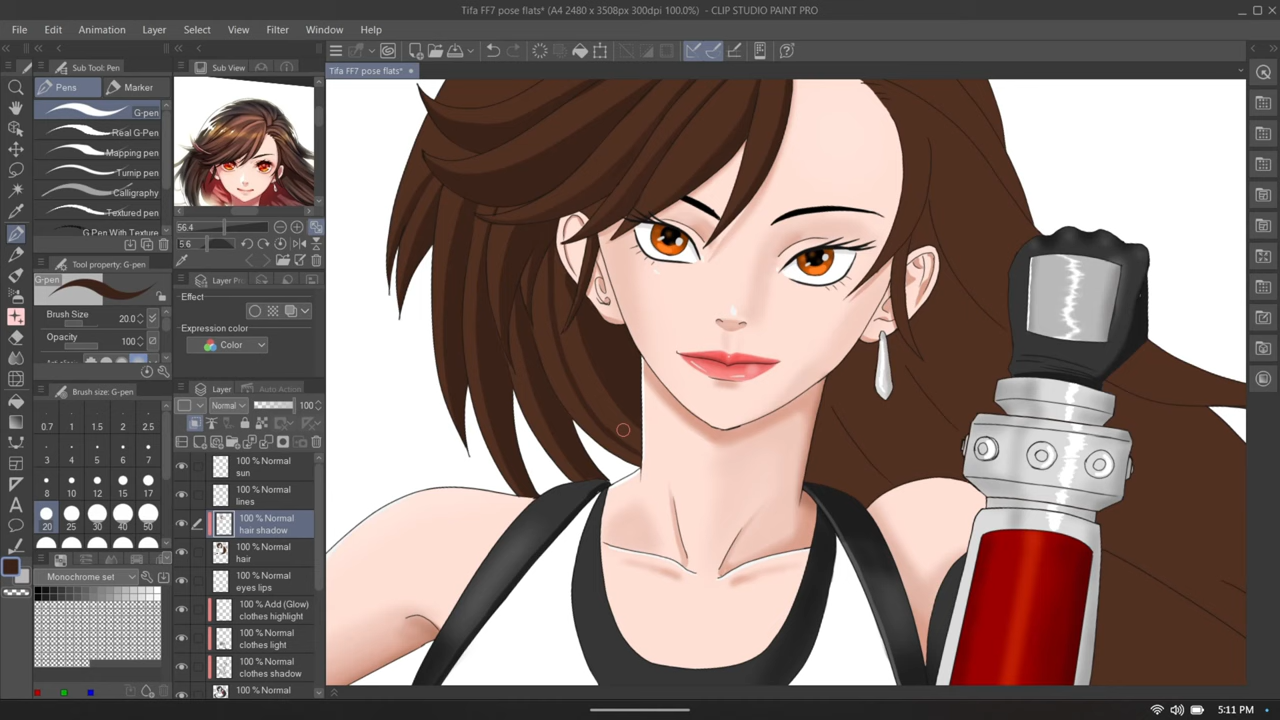 Tifa FF7 pose flats* (A4 2480 x 3508px 300dpi 100.0%) - CLIP STUDIO PAINT PRO
File Edit Animation Layer Select View Filter Window Help
Sub Tool: Pen
Sub View
Tifa FF7 pose flats*
Pens
Marker
G-pen
Real G-Pen
Mapping pen
Turnip pen
Calligraphy
Textured pen
G Pen With Texture
56.4
5.6
Tool property: G-pen
G-pen
Brush Size 20.0
Opacity 100
Layer Pr
Effect
Expression color
Color
Brush size: G-pen
0.7 1 1.5 2 2.5
3 4 5 6 7
8 10 12 15 17
20 25 30 40 50
Layer
Auto Action
Normal 100
100 % Normal
sun
100 % Normal
lines
100 % Normal
hair shadow
100 % Normal
hair
100 % Normal
eyes lips
100 % Add (Glow)
clothes highlight
100 % Normal
clothes light
100 % Normal
clothes shadow
100 % Normal
Monochrome set
5:11 PM